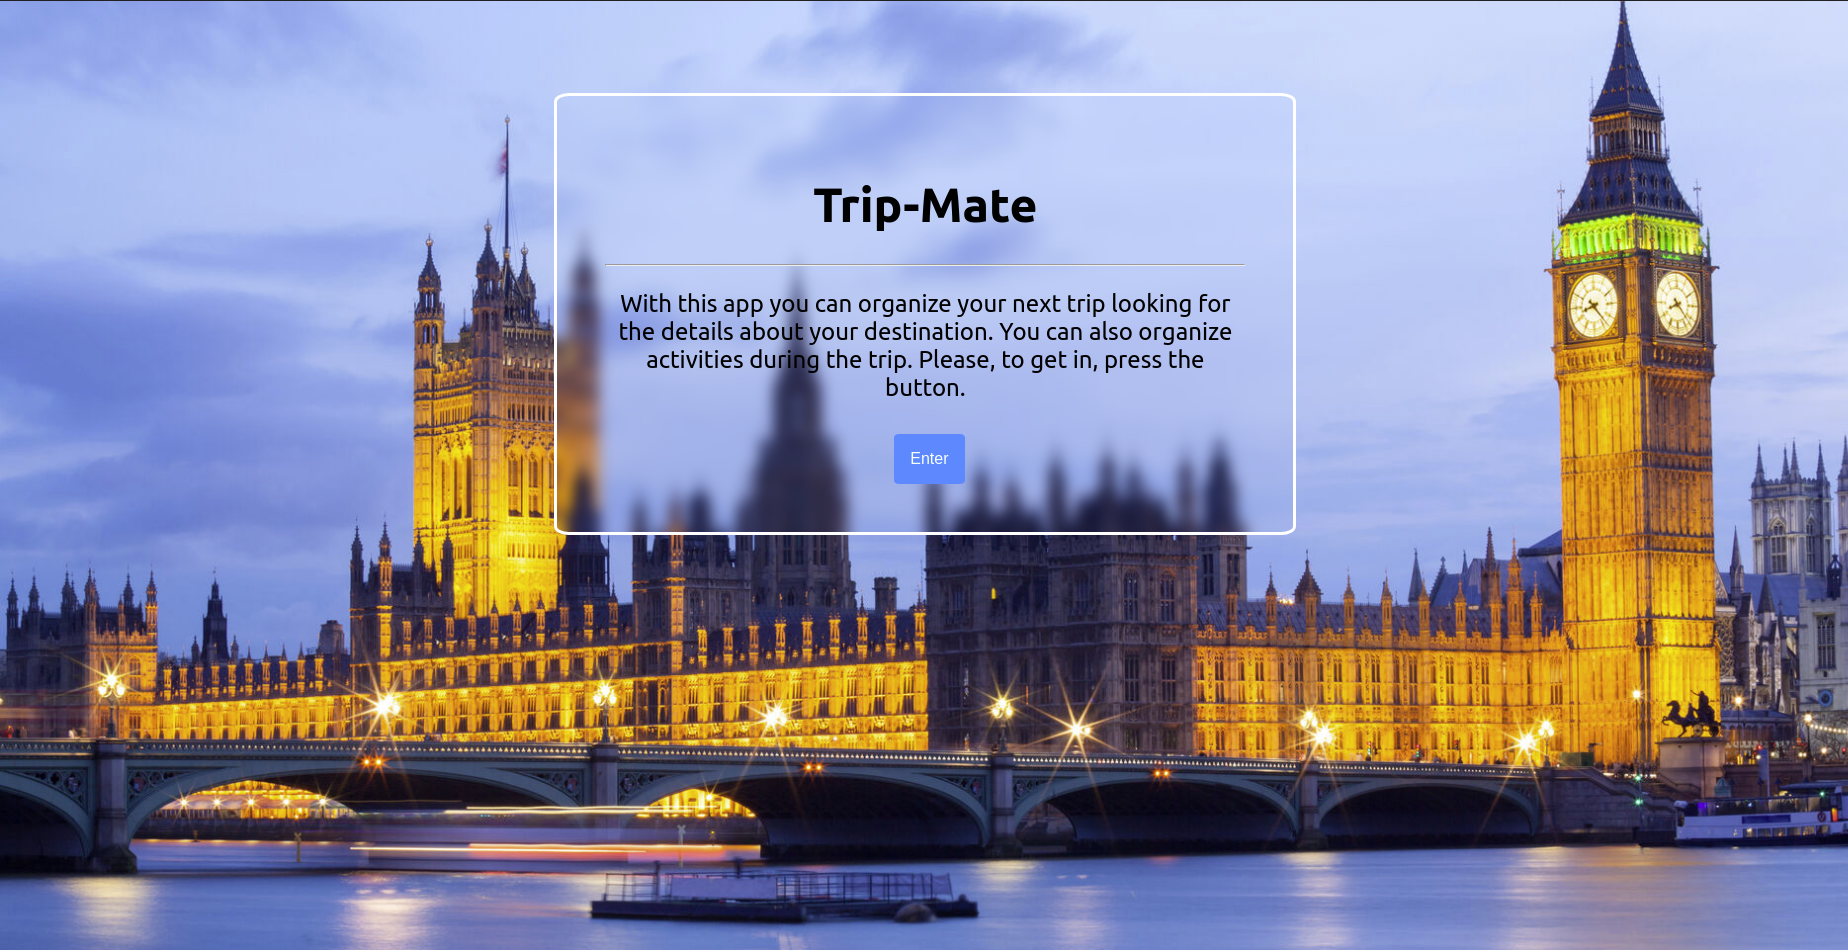 Trip-Mate
With this app you can organize your next trip looking for
the details about your destination. You can also organize
activities during the trip. Please, to get in, press the
button.
Enter